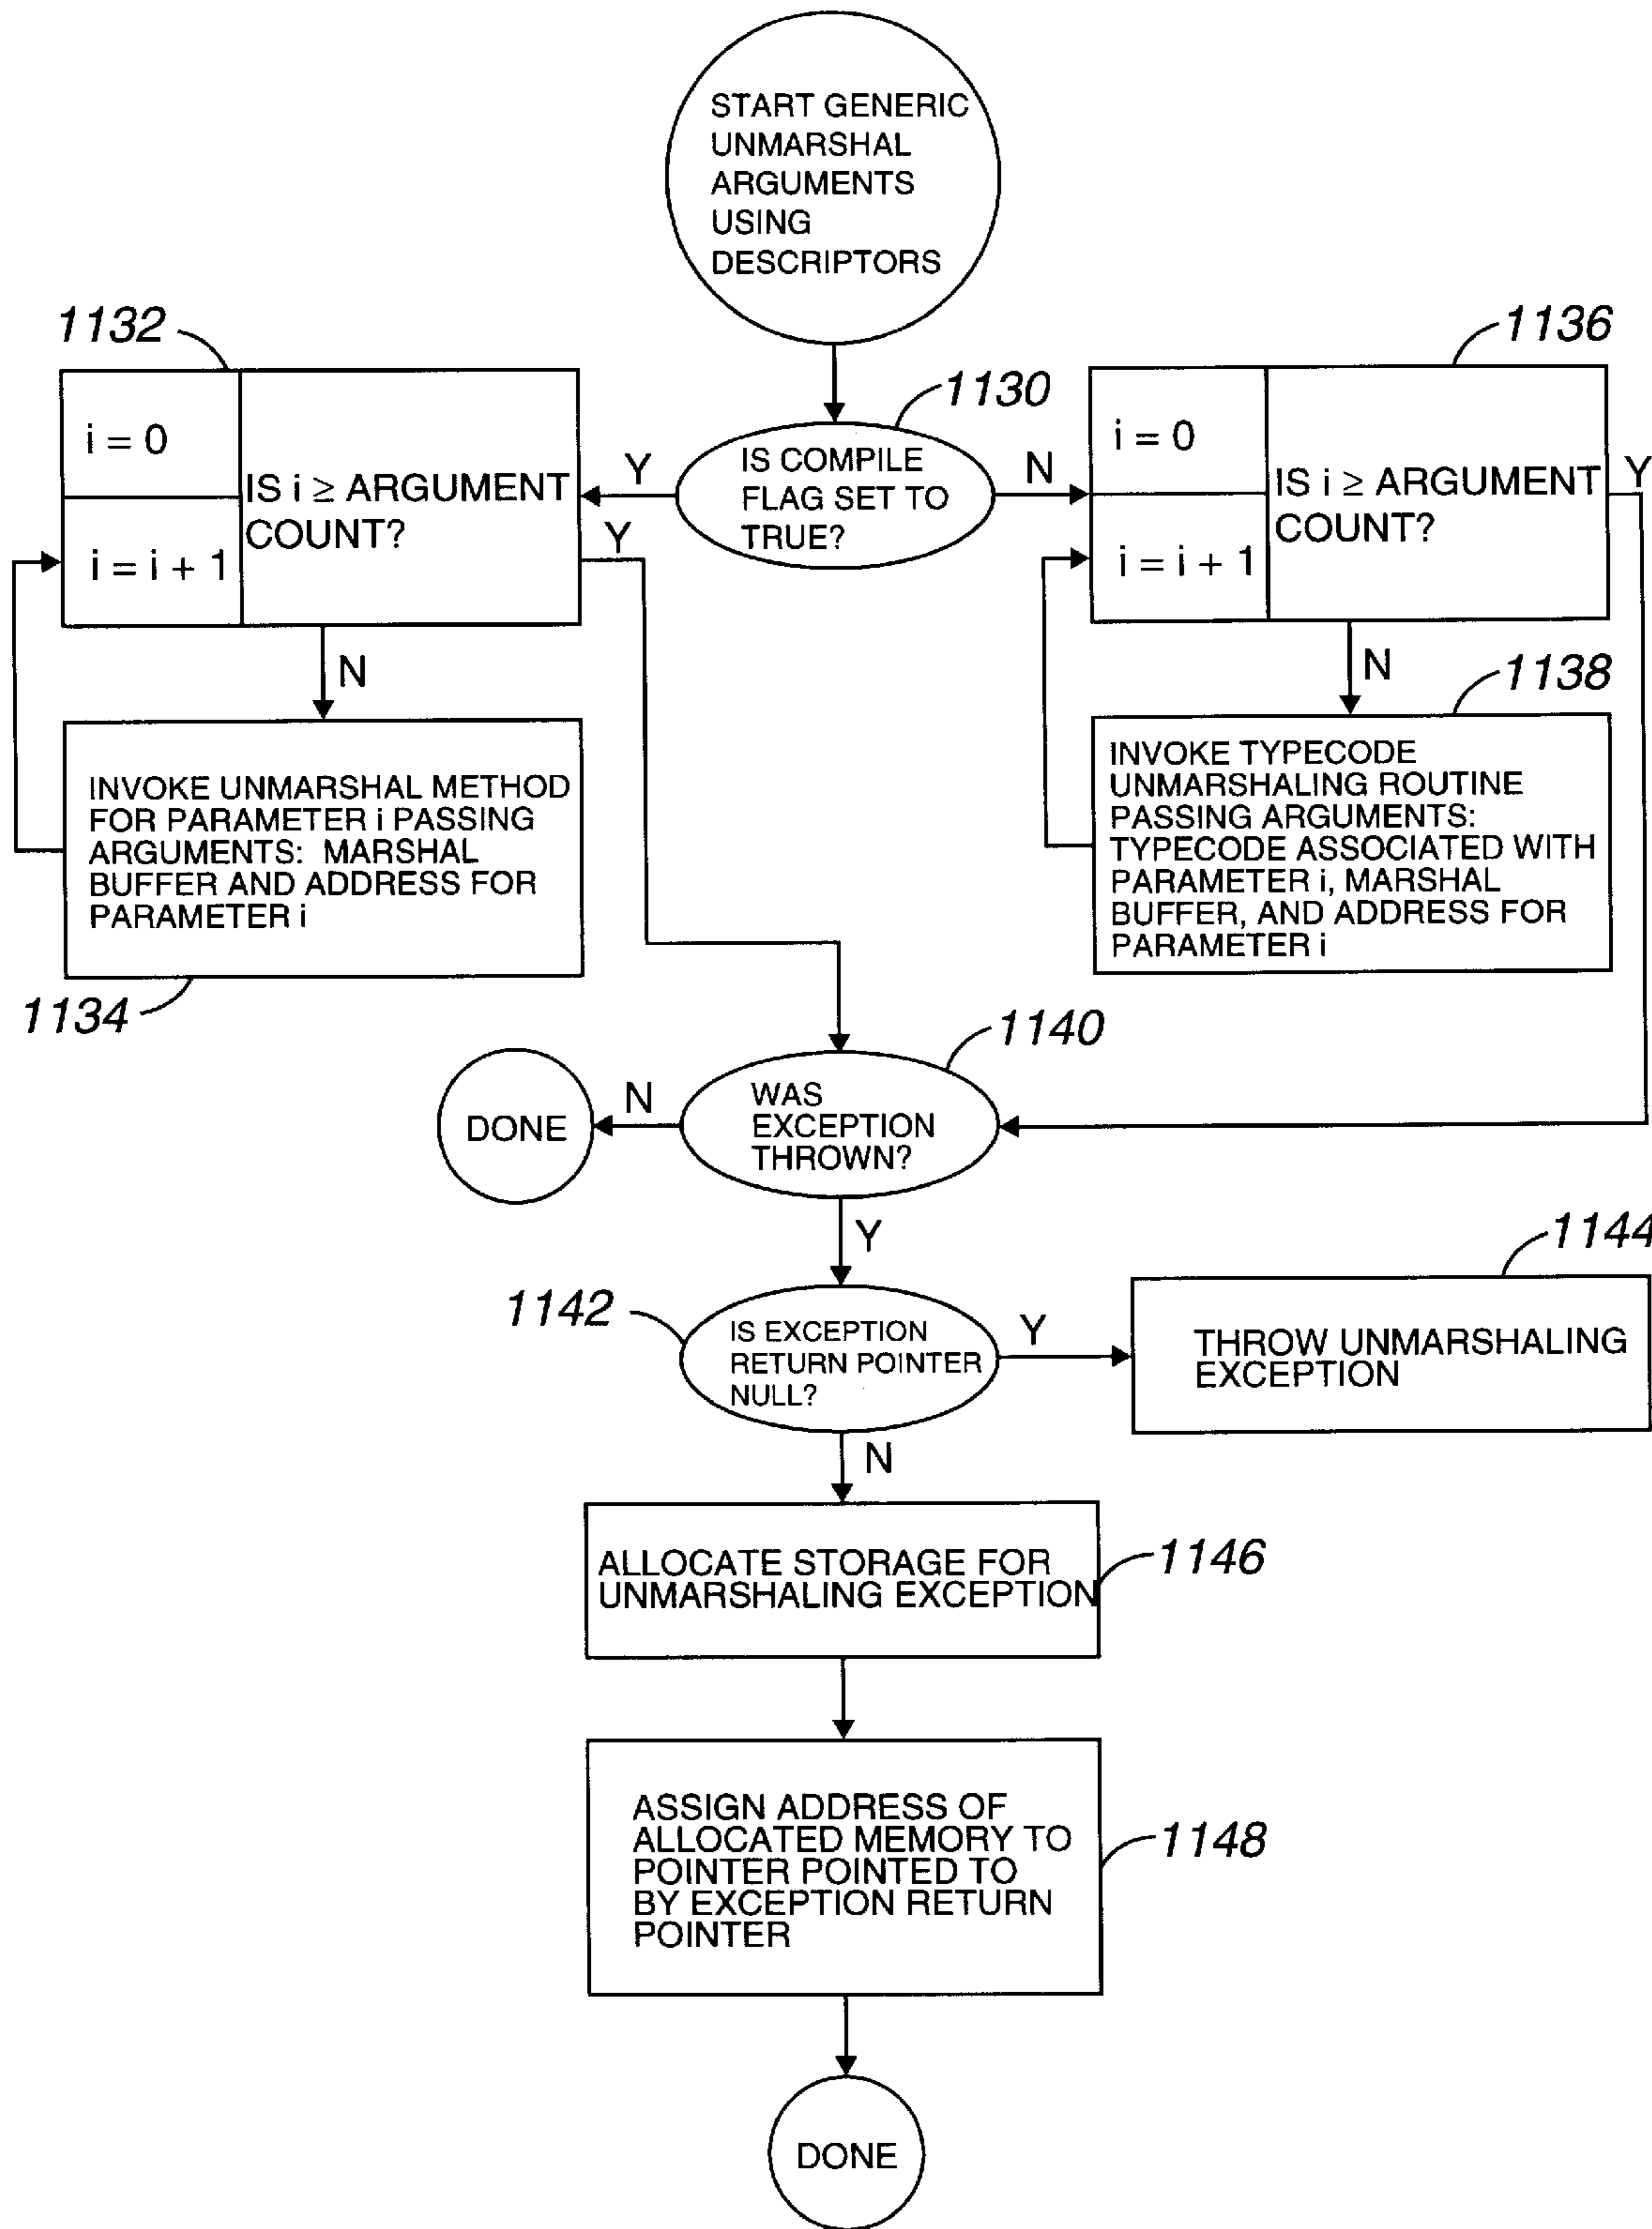 START GENERIC
UNMARSHAL
ARGUMENTS
USING
DESCRIPTORS
1132
1136
1130
i = 0
i = i + 1
IS i ≥ ARGUMENT
COUNT?
Y
Y
IS COMPILE
FLAG SET TO
TRUE?
N
i = 0
i = i + 1
IS i ≥ ARGUMENT
COUNT?
Y
N
N
1138
INVOKE UNMARSHAL METHOD
FOR PARAMETER i PASSING
ARGUMENTS: MARSHAL
BUFFER AND ADDRESS FOR
PARAMETER i
1134
INVOKE TYPECODE
UNMARSHALING ROUTINE
PASSING ARGUMENTS:
TYPECODE ASSOCIATED WITH
PARAMETER i, MARSHAL
BUFFER, AND ADDRESS FOR
PARAMETER i
1140
DONE
N
WAS
EXCEPTION
THROWN?
Y
1144
1142
IS EXCEPTION
RETURN POINTER
NULL?
Y
THROW UNMARSHALING
EXCEPTION
N
ALLOCATE STORAGE FOR
UNMARSHALING EXCEPTION
1146
ASSIGN ADDRESS OF
ALLOCATED MEMORY TO
POINTER POINTED TO
BY EXCEPTION RETURN
POINTER
1148
DONE